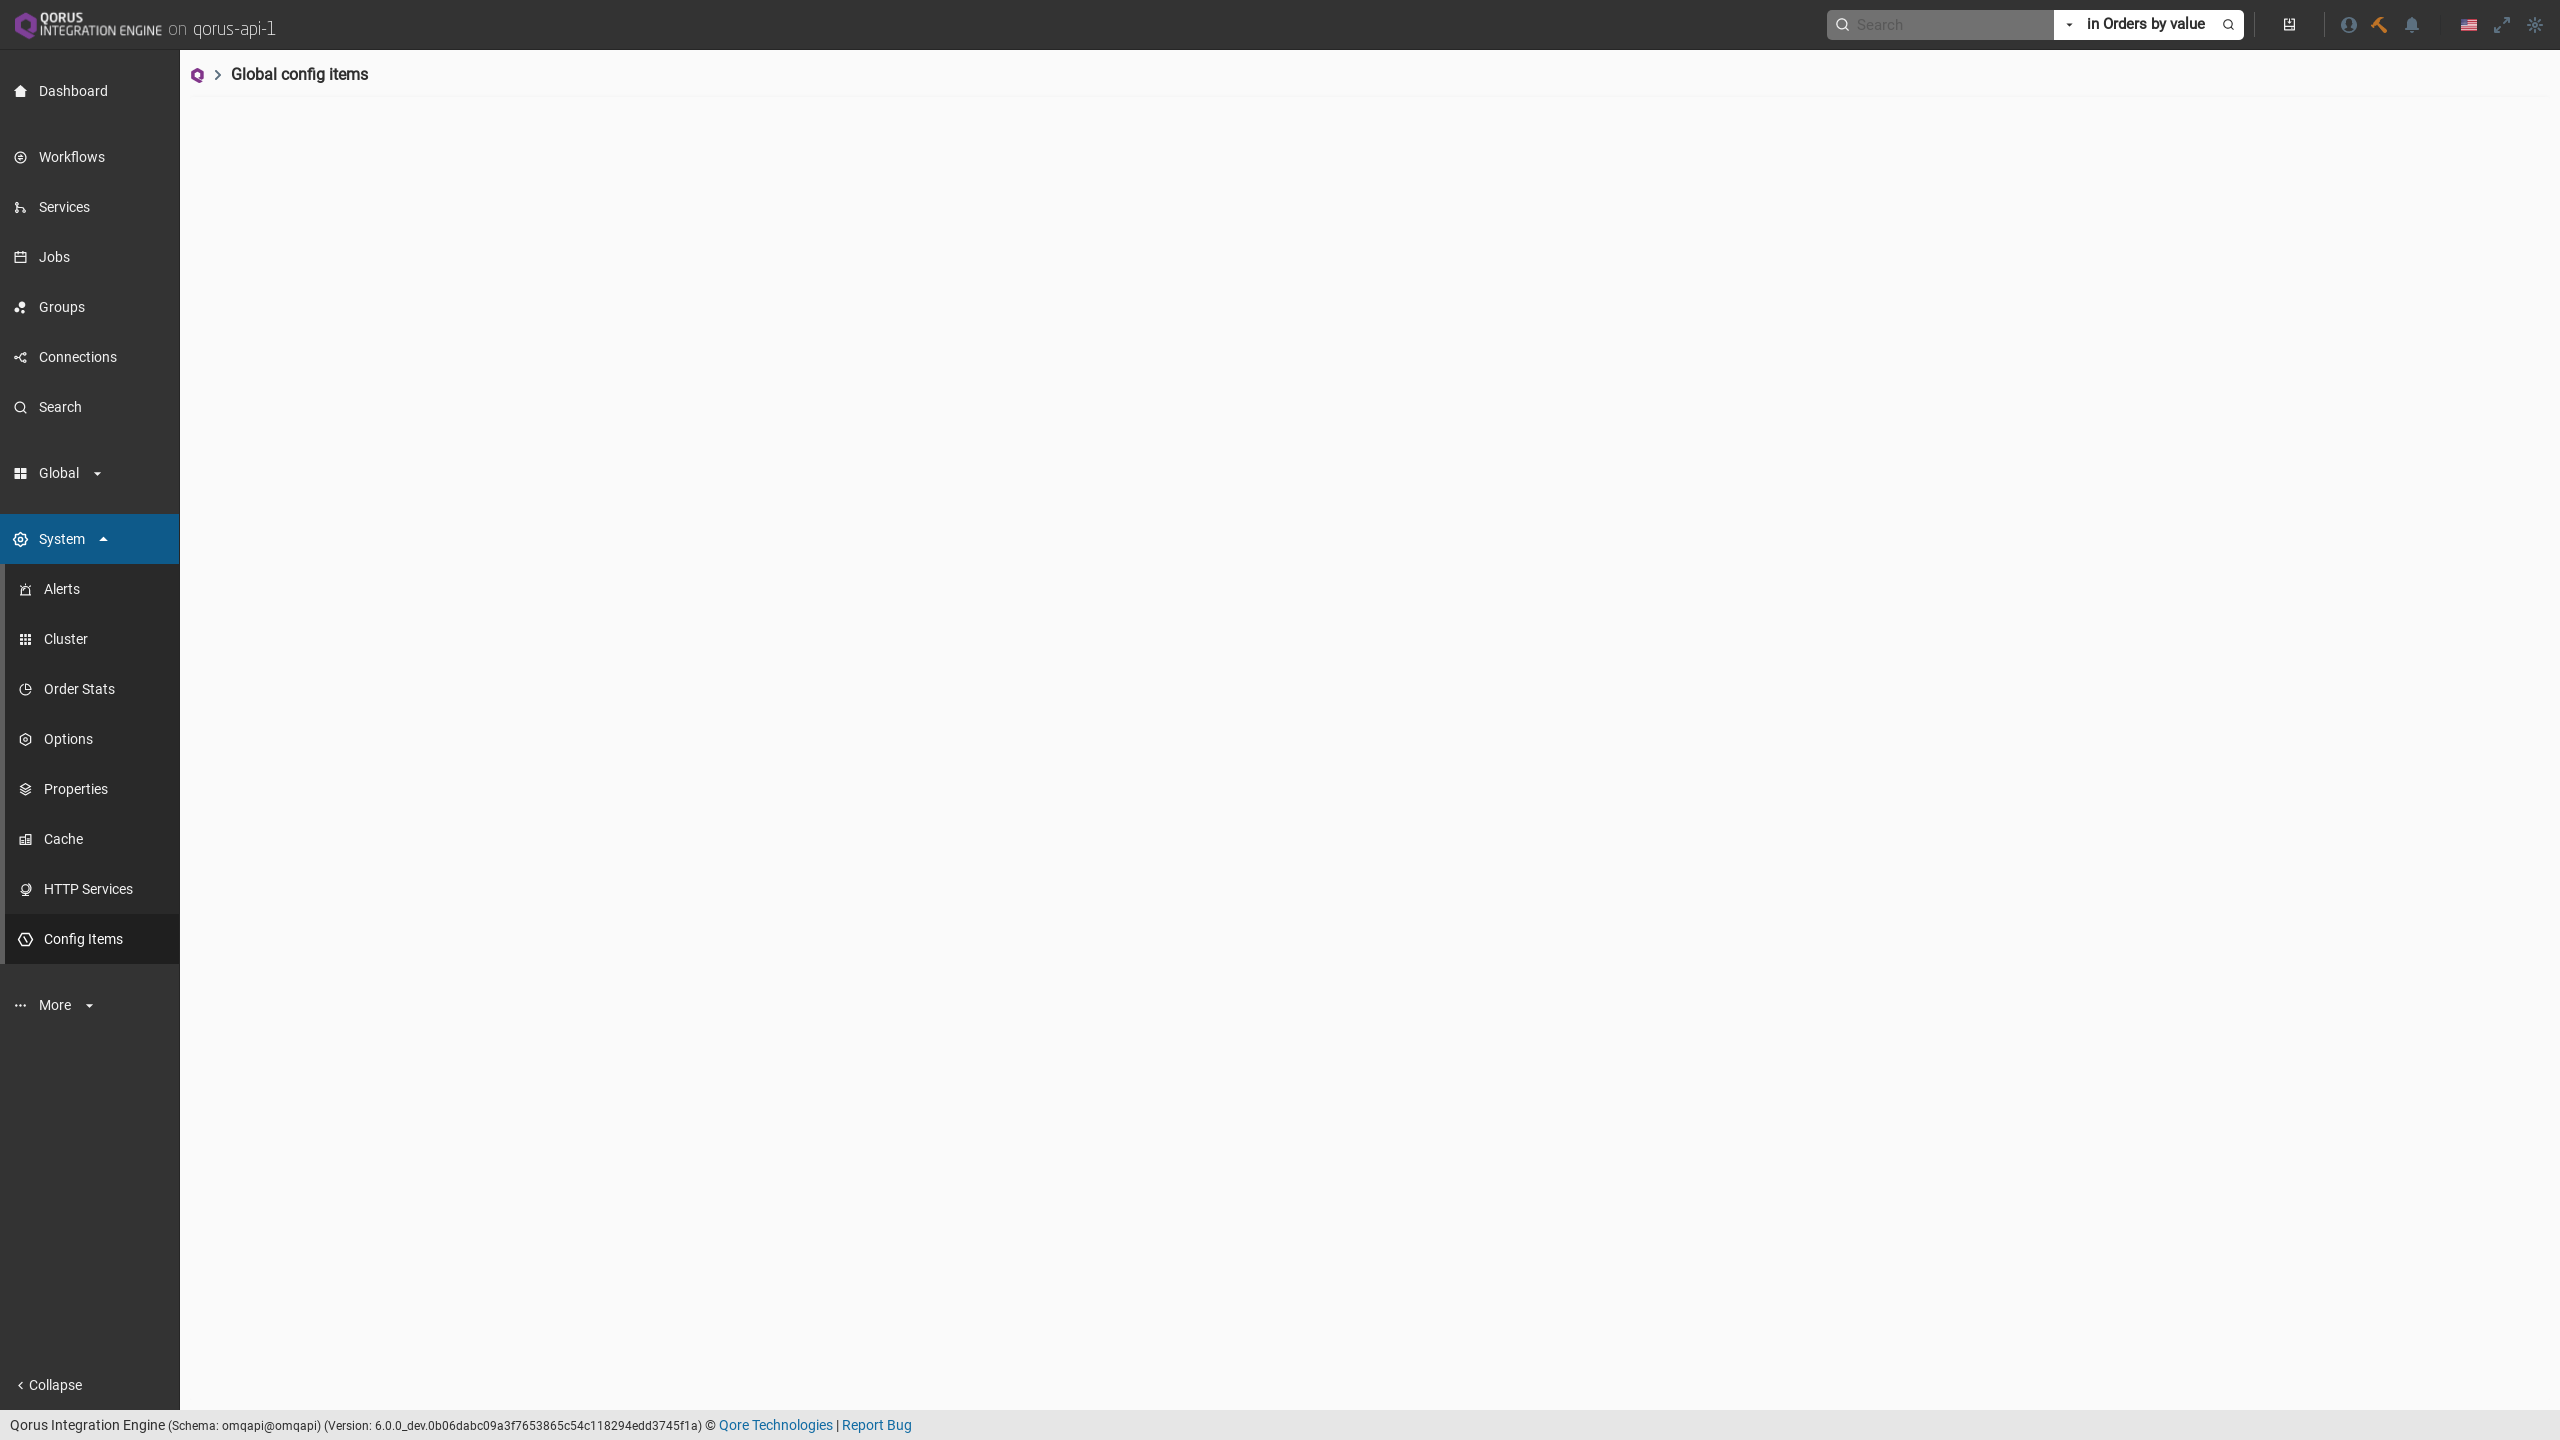 QORUS
INTEGRATION ENGINE on qorus-api-1
Search
in Orders by value
Global config items
Dashboard
Workflows
Services
Jobs
Groups
Connections
Search
Global
System
Alerts
Cluster
Order Stats
Options
Properties
Cache
HTTP Services
Config Items
More
Collapse
Qorus Integration Engine (Schema: omqapi@omqapi) (Version: 6.0.0_dev.0b06dabc09a3f7653865c54c118294edd3745f1a) © Qore Technologies | Report Bug